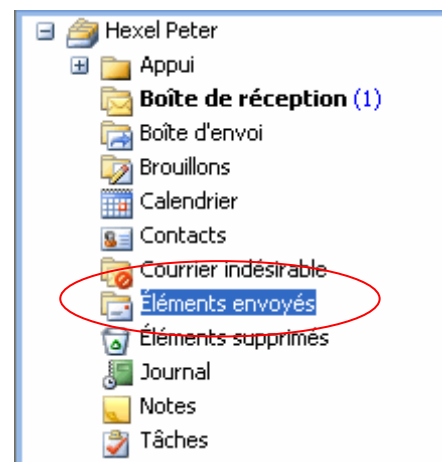 Hexel Peter
Appui
Boîte de réception (1)
Boîte d'envoi
Brouillons
Calendrier
Contacts
Courrier indésirable
Éléments envoyés
Éléments supprimés
Journal
Notes
Tâches